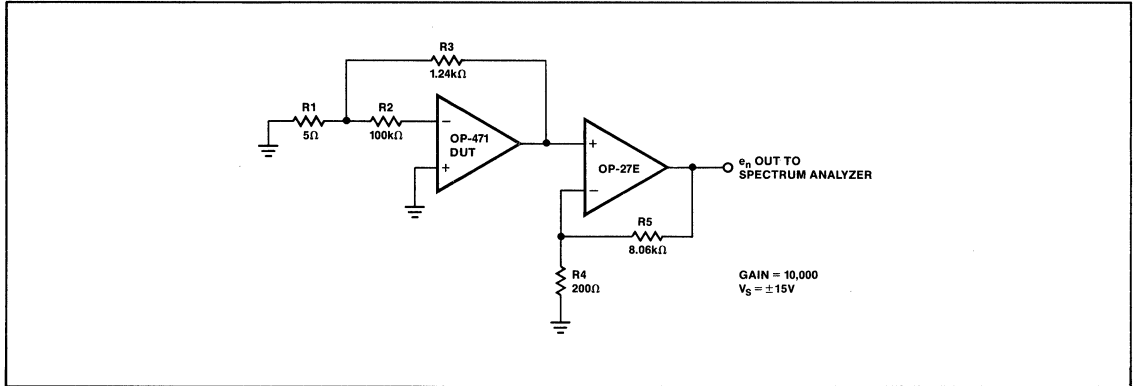 R3
1.24kΩ
R1
5Ω
R2
100kΩ
−
OP-471
DUT
+
+
OP-27E
−
eₙ OUT TO
SPECTRUM ANALYZER
R5
8.06kΩ
R4
200Ω
GAIN = 10,000
V_S = ±15V